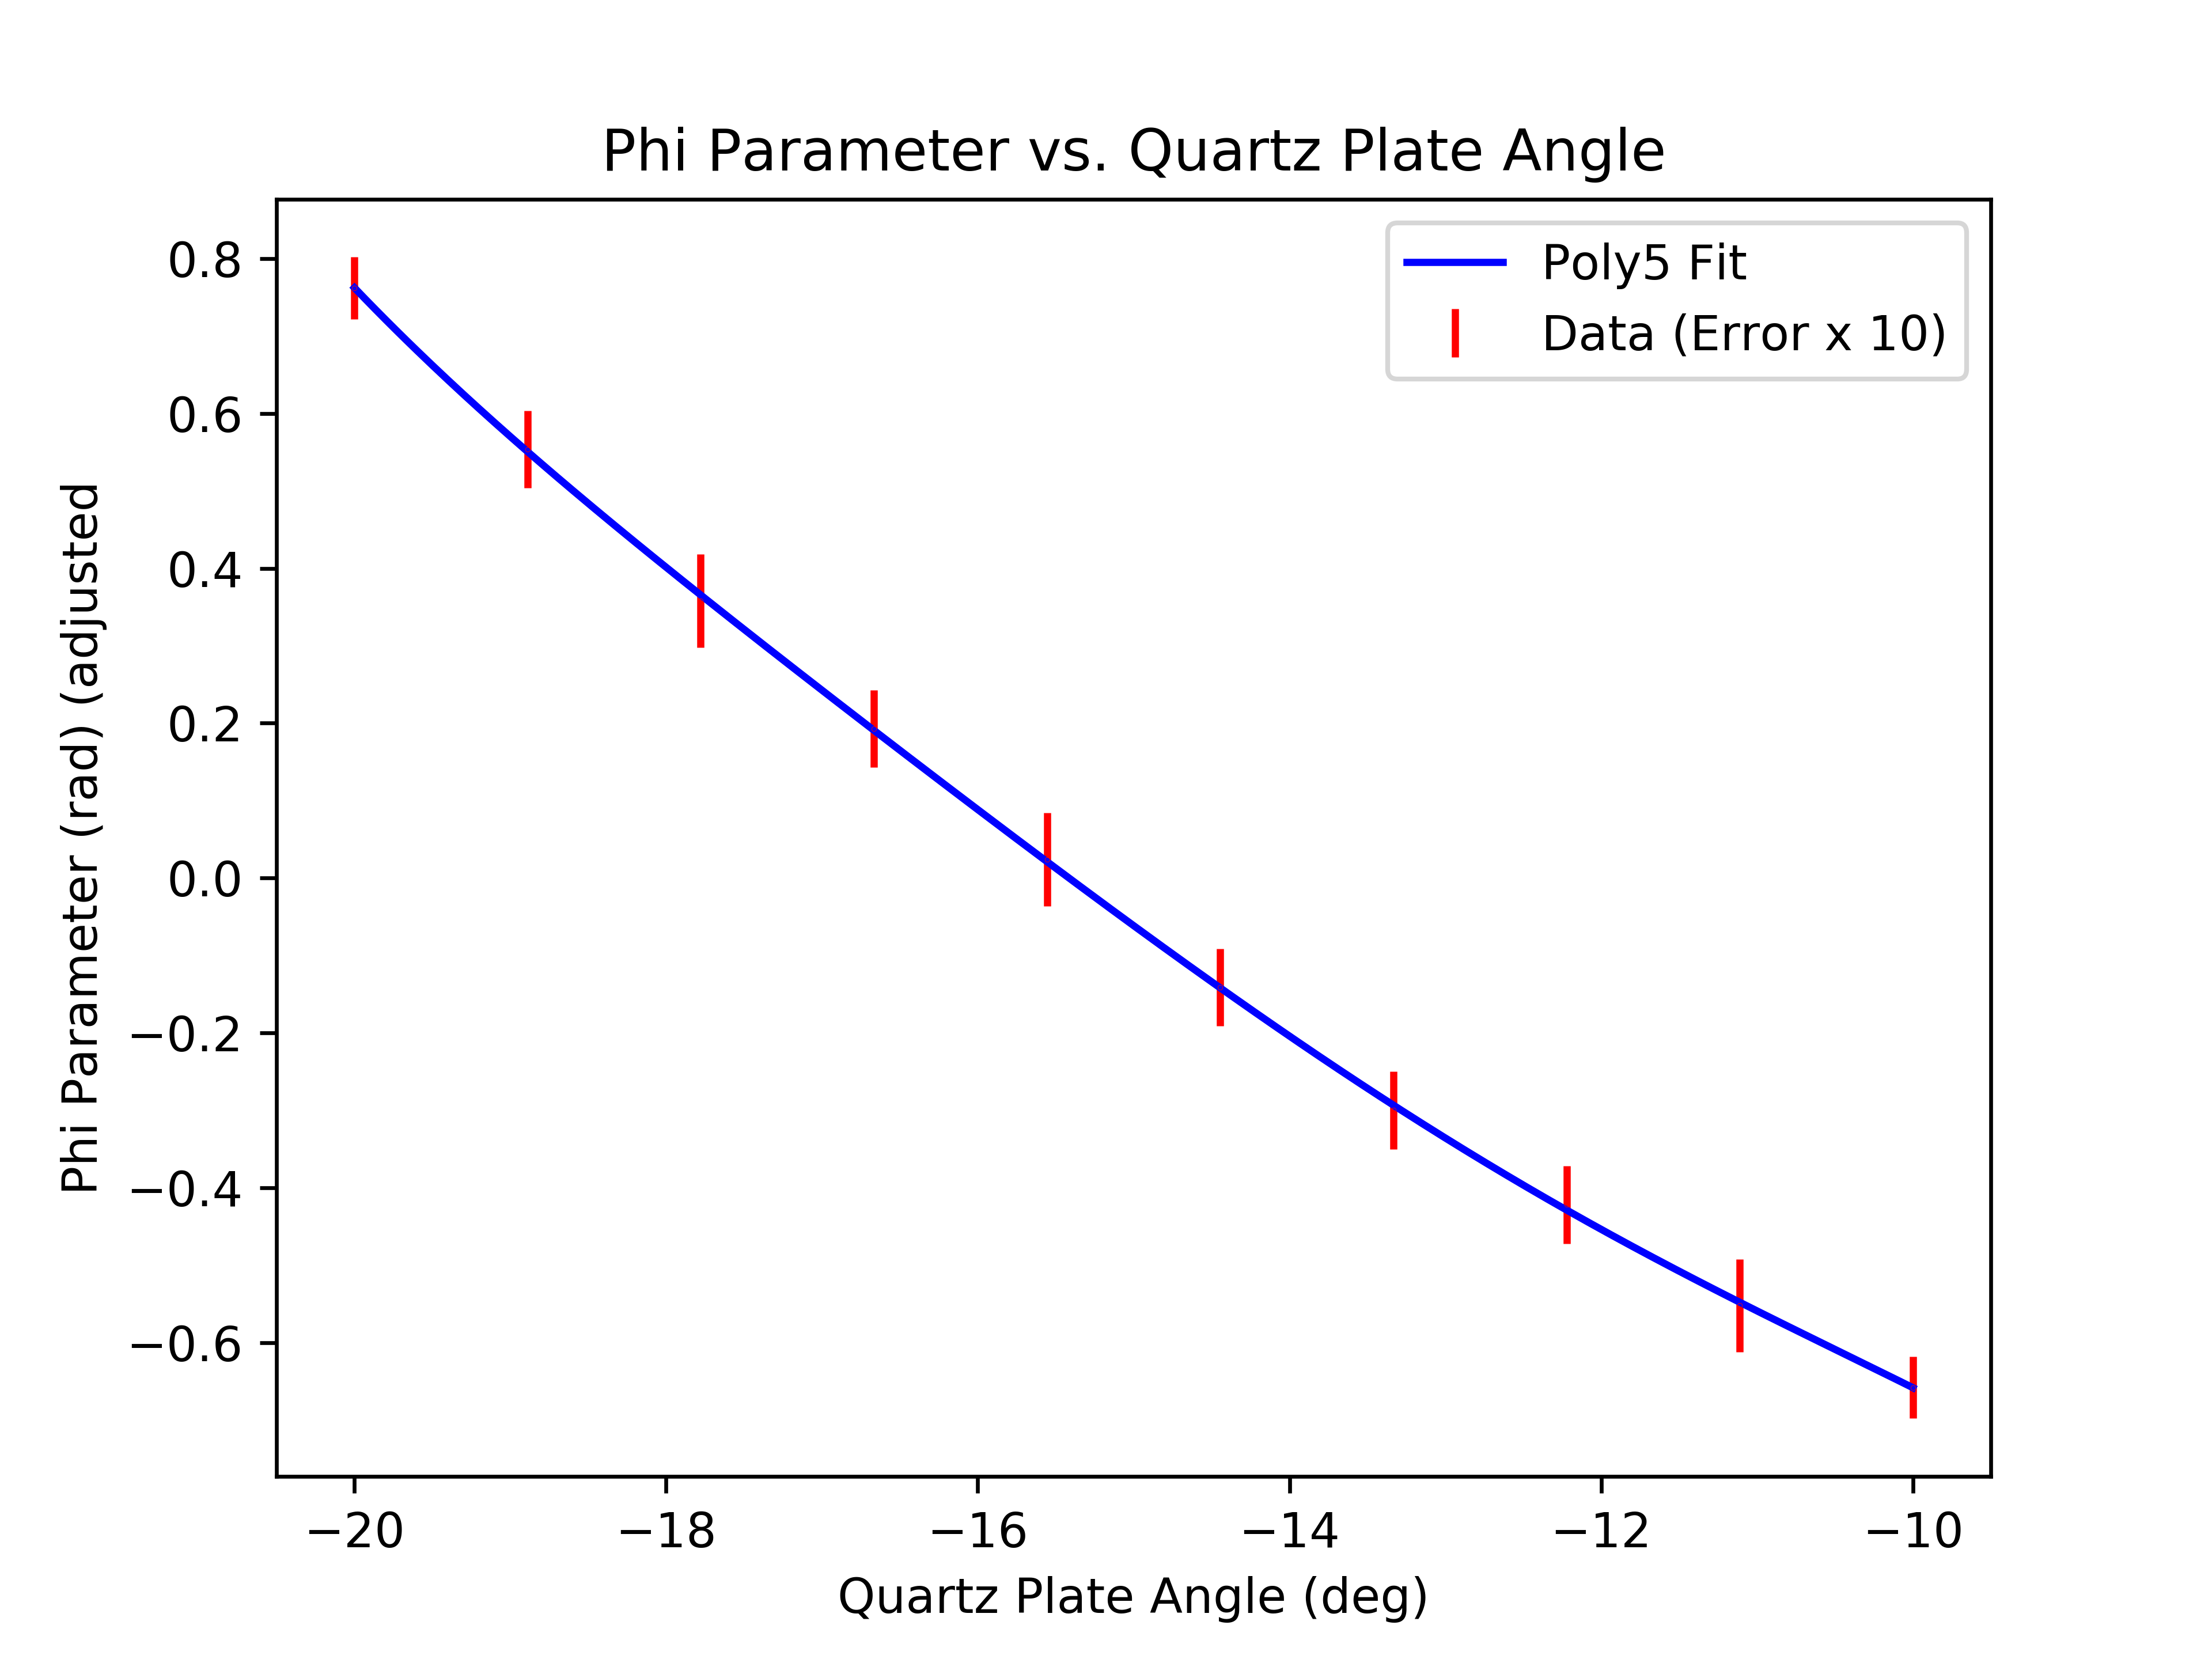 Phi Parameter vs. Quartz Plate Angle
Poly5 Fit
Data (Error x 10)
Phi Parameter (rad) (adjusted
0.8
0.6
0.4
0.2
0.0
−0.2
−0.4
−0.6
−20 −18 −16 −14 −12 −10
Quartz Plate Angle (deg)